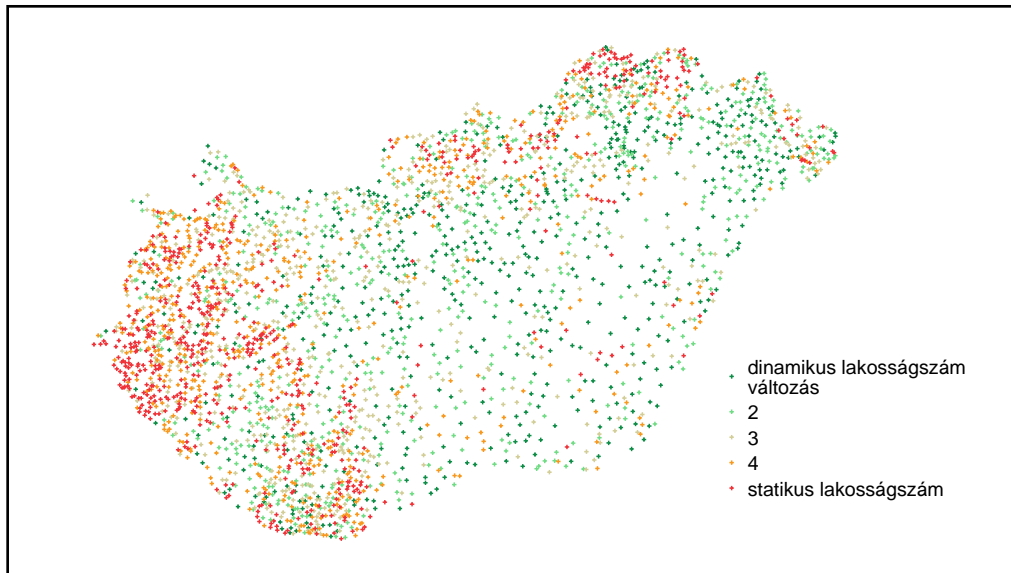 dinamikus lakosságszám
változás
2
3
4
statikus lakosságszám